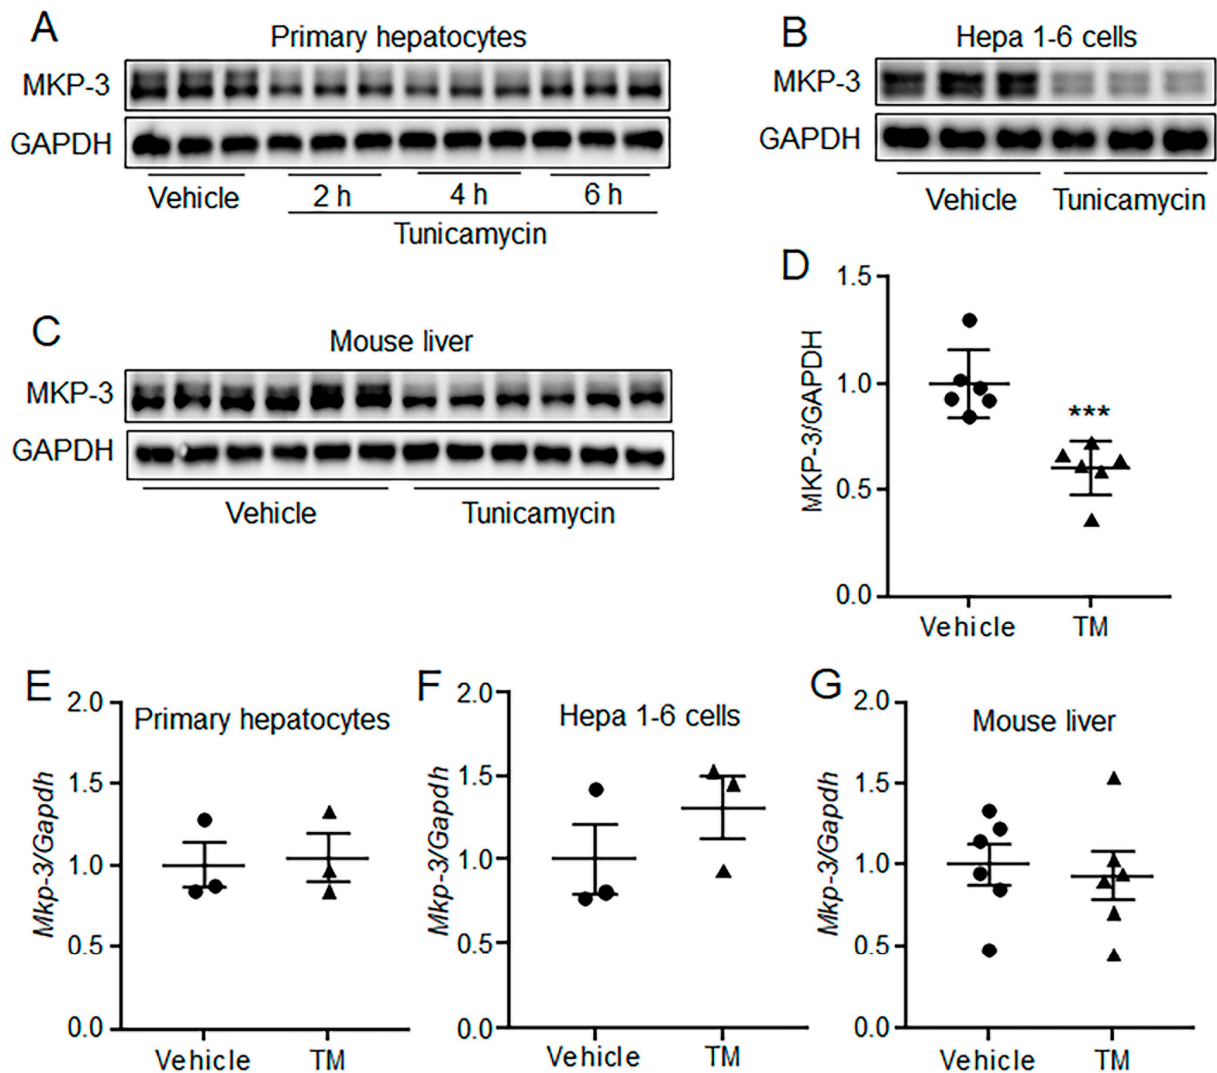 A
Primary hepatocytes
MKP-3
GAPDH
Vehicle
2 h
4 h
6 h
Tunicamycin
B
Hepa 1-6 cells
MKP-3
GAPDH
Vehicle
Tunicamycin
C
Mouse liver
MKP-3
GAPDH
Vehicle
Tunicamycin
D
MKP-3/GAPDH
1.5
1.0
0.5
0.0
***
Vehicle
TM
E
Primary hepatocytes
Mkp-3/Gapdh
2.0
1.5
1.0
0.5
0.0
Vehicle
TM
F
Hepa 1-6 cells
Mkp-3/Gapdh
2.0
1.5
1.0
0.5
0.0
Vehicle
TM
G
Mouse liver
Mkp-3/Gapdh
2.0
1.5
1.0
0.5
0.0
Vehicle
TM